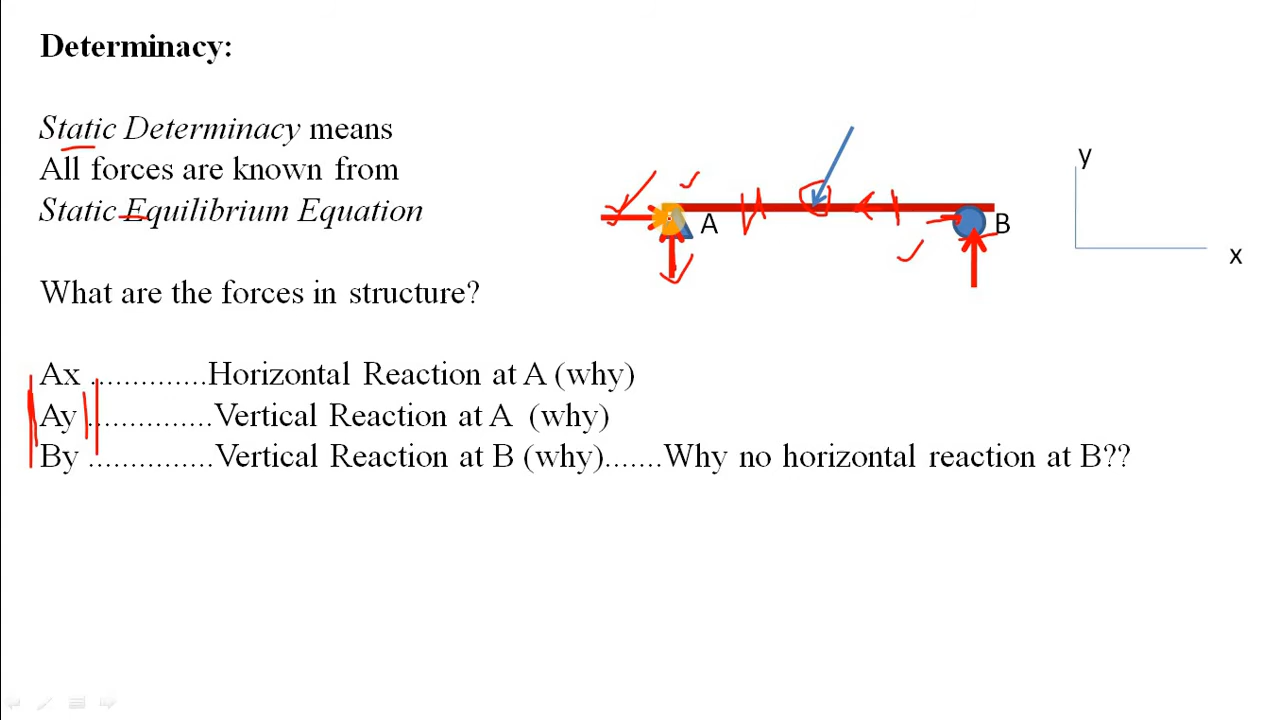 Determinacy:
Static Determinacy means
All forces are known from
Static Equilibrium Equation
What are the forces in structure?
A
B
y
x
Ax ..............Horizontal Reaction at A (why)
Ay ...............Vertical Reaction at A  (why)
By ...............Vertical Reaction at B (why).......Why no horizontal reaction at B??